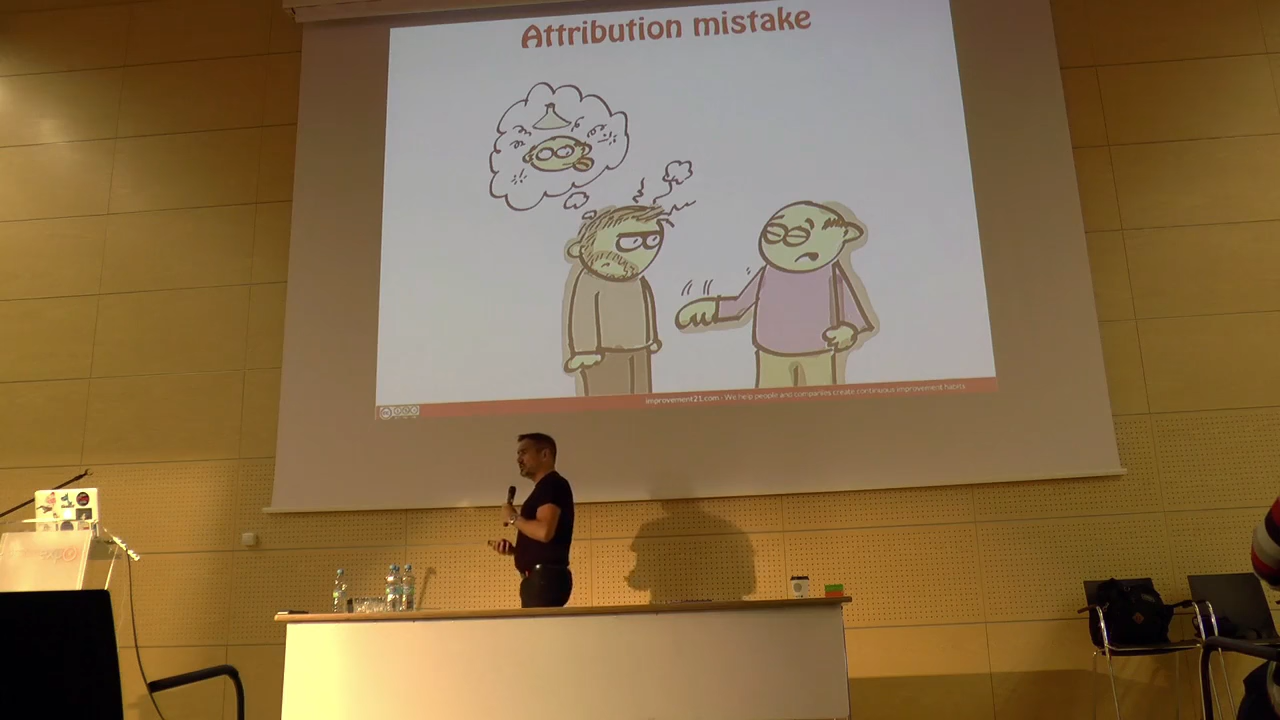 Attribution mistake
improvement21.com - We help people and companies create continuous improvement habits